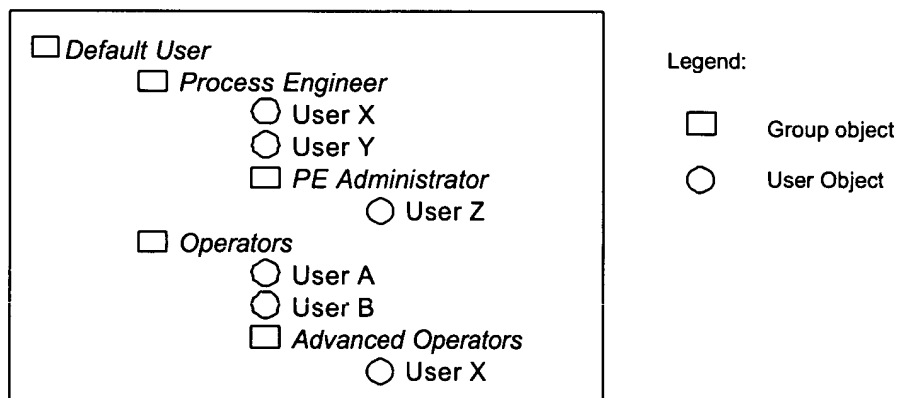 Default User
Process Engineer
User X
User Y
PE Administrator
User Z
Operators
User A
User B
Advanced Operators
User X
Legend:
Group object
User Object